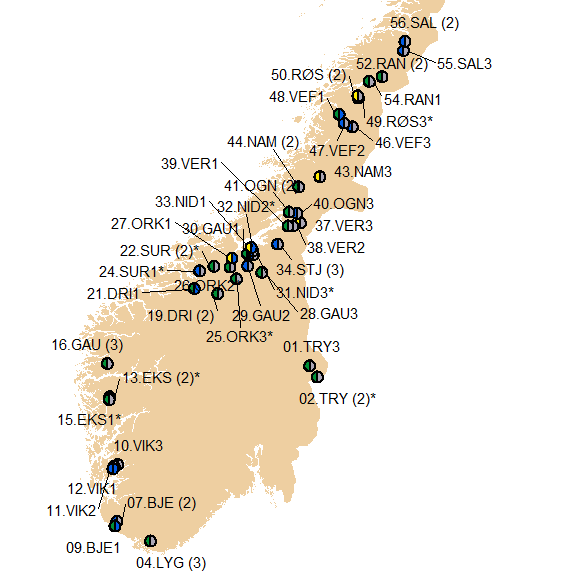 56.SAL (2)
52.RAN (2)
55.SAL3
50.RØS (2)
54.RAN1
48.VEF1
49.RØS3*
47.VEF2
46.VEF3
44.NAM (2)
39.VER1
43.NAM3
41.OGN (2)
33.NID1
32.NID2*
40.OGN3
27.ORK1
30.GAU1
37.VER3
22.SUR (2)*
38.VER2
24.SUR1*
34.STJ (3)
26.ORK2
21.DRI1
31.NID3*
19.DRI (2)
29.GAU2
28.GAU3
25.ORK3*
16.GAU (3)
01.TRY3
13.EKS (2)*
02.TRY (2)*
15.EKS1*
10.VIK3
12.VIK1
07.BJE (2)
11.VIK2
09.BJE1
04.LYG (3)